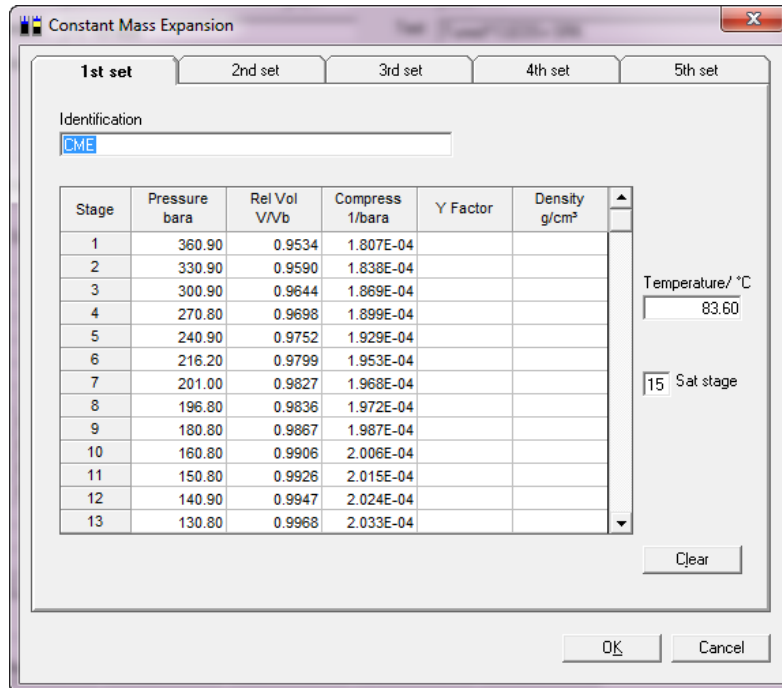 Constant Mass Expansion
1st set 2nd set 3rd set 4th set 5th set
Identification
CME
Stage Pressure bara Rel Vol V/Vb Compress 1/bara Y Factor Density g/cm³
1 360.90 0.9534 1.807E-04
2 330.90 0.9590 1.838E-04
3 300.90 0.9644 1.869E-04
4 270.80 0.9698 1.899E-04
5 240.90 0.9752 1.929E-04
6 216.20 0.9799 1.953E-04
7 201.00 0.9827 1.968E-04
8 196.80 0.9836 1.972E-04
9 180.80 0.9867 1.987E-04
10 160.80 0.9906 2.006E-04
11 150.80 0.9926 2.015E-04
12 140.90 0.9947 2.024E-04
13 130.80 0.9968 2.033E-04
Temperature/ °C
83.60
15 Sat stage
Clear
OK Cancel